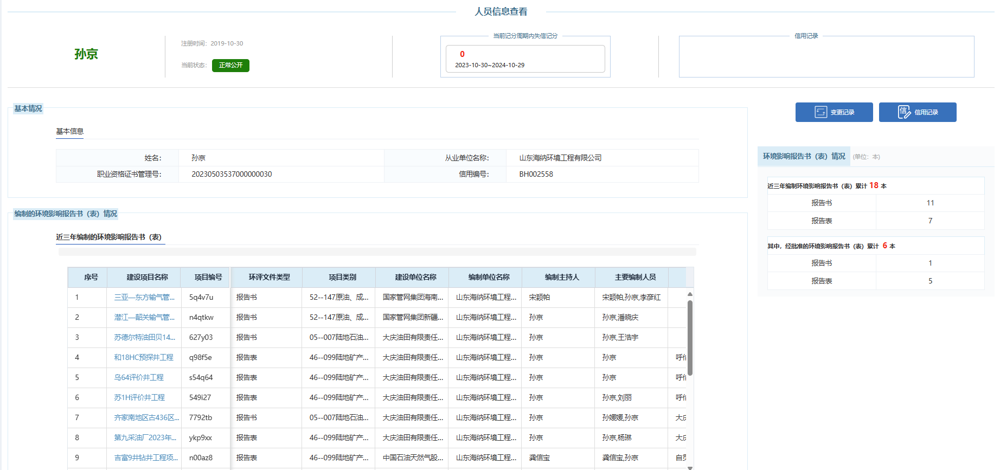 人员信息查看
孙京
注册时间：2019-10-30
当前状态：正常公开
当前记分周期内失信记分
0
2023-10-30~2024-10-29
信用记录
基本情况
变更记录
信用记录
基本信息
姓名： 孙京 从业单位名称： 山东海纳环境工程有限公司
职业资格证书管理号： 20230503537000000030 信用编号： BH002558
环境影响报告书（表）情况 (单位：本)
近三年编制环境影响报告书（表）累计 18 本
报告书 11
报告表 7
其中，经批准的环境影响报告书（表）累计 6 本
报告书 1
报告表 5
编制的环境影响报告书（表）情况
近三年编制的环境影响报告书（表）
序号 建设项目名称 项目编号 环评文件类型 项目类别 建设单位名称 编制单位名称 编制主持人 主要编制人员
1 三亚—东方输气管... 5q4v7u 报告书 52--147原油、成... 国家管网集团海南... 山东海纳环境工程... 宋颖帕 宋颖帕,孙京,李彦红
2 潜江—韶关输气管... n4qtkw 报告书 52--147原油、成... 国家管网集团新疆... 山东海纳环境工程... 孙京 孙京,潘晓庆
3 苏德尔特油田贝14... 627y03 报告书 05--007陆地石油... 大庆油田有限责任... 山东海纳环境工程... 孙京 孙京,王浩宇
4 和18HC预探井工程 q98f5e 报告表 46--099陆地矿产... 大庆油田有限责任... 山东海纳环境工程... 孙京 孙京 呼
5 乌64评价井工程 s54q64 报告表 46--099陆地矿产... 大庆油田有限责任... 山东海纳环境工程... 孙京 孙京 呼
6 苏1H评价井工程 549i27 报告表 46--099陆地矿产... 大庆油田有限责任... 山东海纳环境工程... 孙京 孙京,刘丽 呼
7 齐家南地区古436区... 7792tb 报告书 05--007陆地石油... 大庆油田有限责任... 山东海纳环境工程... 孙京 孙媛媛,孙京 大
8 第九采油厂2023年... ykp9xx 报告表 46--099陆地矿产... 大庆油田有限责任... 山东海纳环境工程... 孙京 孙京,杨琳 大
9 吉富9井钻井工程项... n00az8 报告表 46--099陆地矿产... 中国石油天然气股... 山东海纳环境工程... 龚信宝 龚信宝,孙京 自